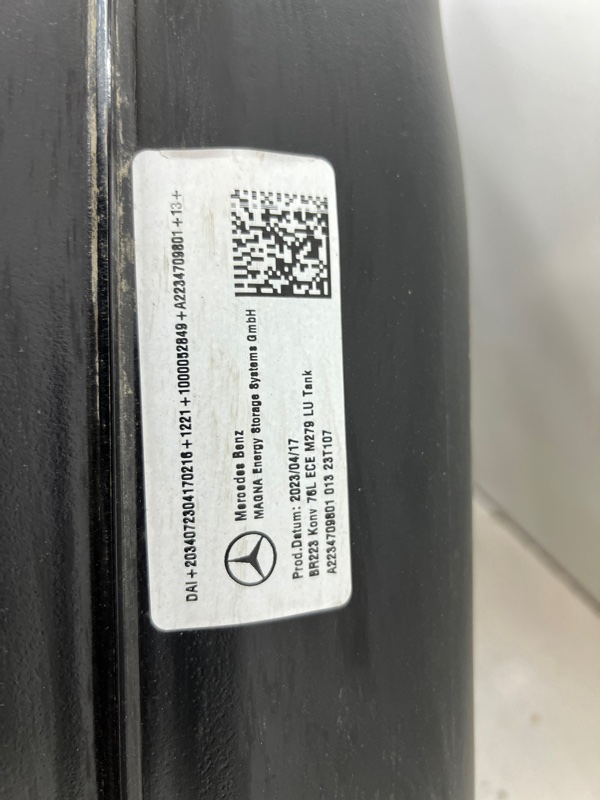 DAI+2034072304170216+1221+1000052849+A2234709801+13+
Mercedes Benz
MAGNA Energy Storage Systems GmbH
Prod.Datum: 2023/04/17
BR223 Konv 76L ECE M279 LU Tank
A2234709801 013 23T107